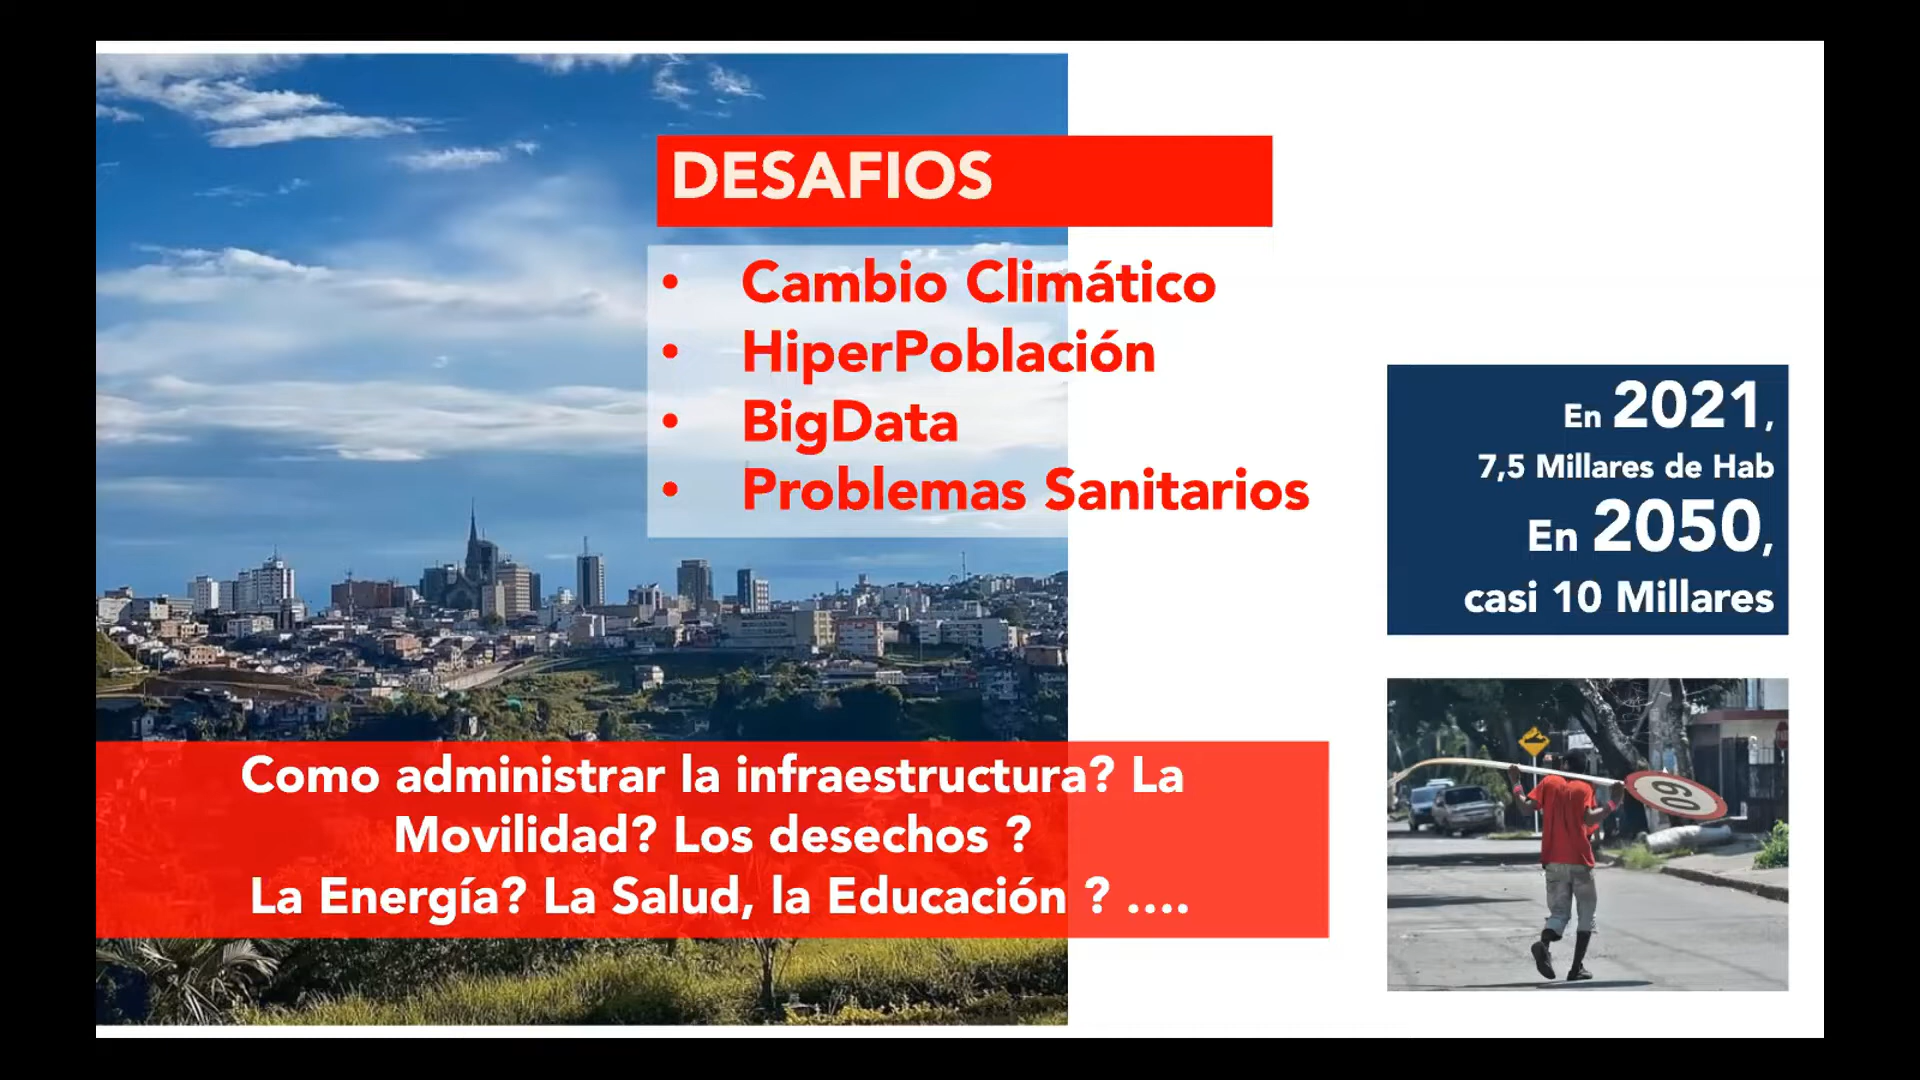 DESAFIOS
• Cambio Climático
• HiperPoblación
• BigData
• Problemas Sanitarios
En 2021,
7,5 Millares de Hab
En 2050,
casi 10 Millares
Como administrar la infraestructura? La
Movilidad? Los desechos ?
La Energía? La Salud, la Educación ? ....
60